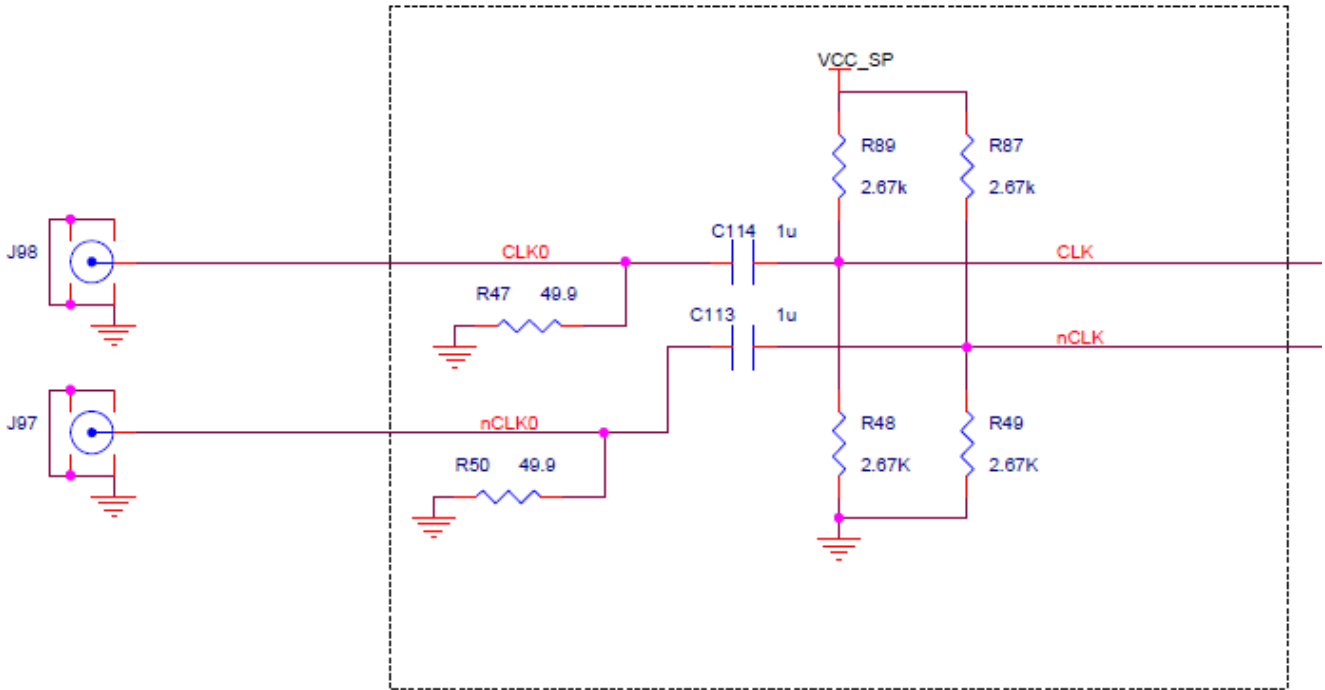 VCC_SP
R89
R87
2.67k
2.67k
C114 1u
J98
CLK0
CLK
R47 49.9
C113 1u
nCLK
J97
nCLK0
R48
R49
R50 49.9
2.67K
2.67K